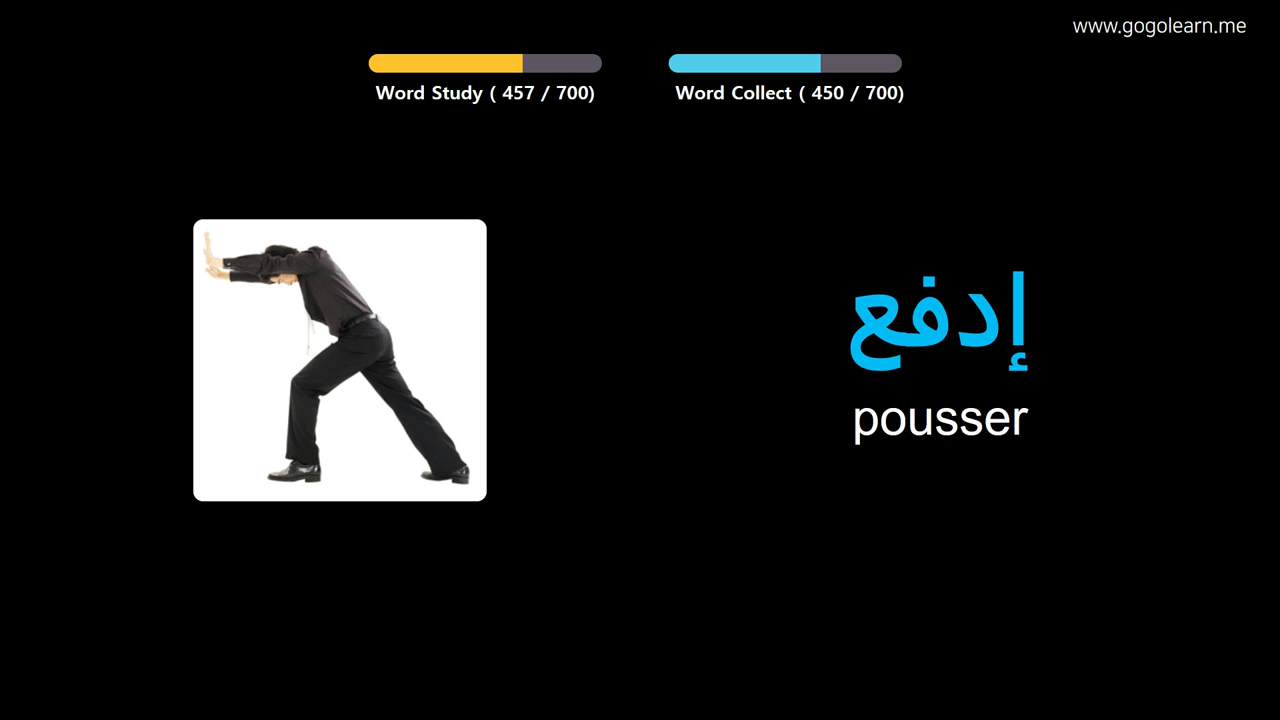 www.gogolearn.me
Word Study ( 457 / 700)
Word Collect ( 450 / 700)
إدفع
pousser